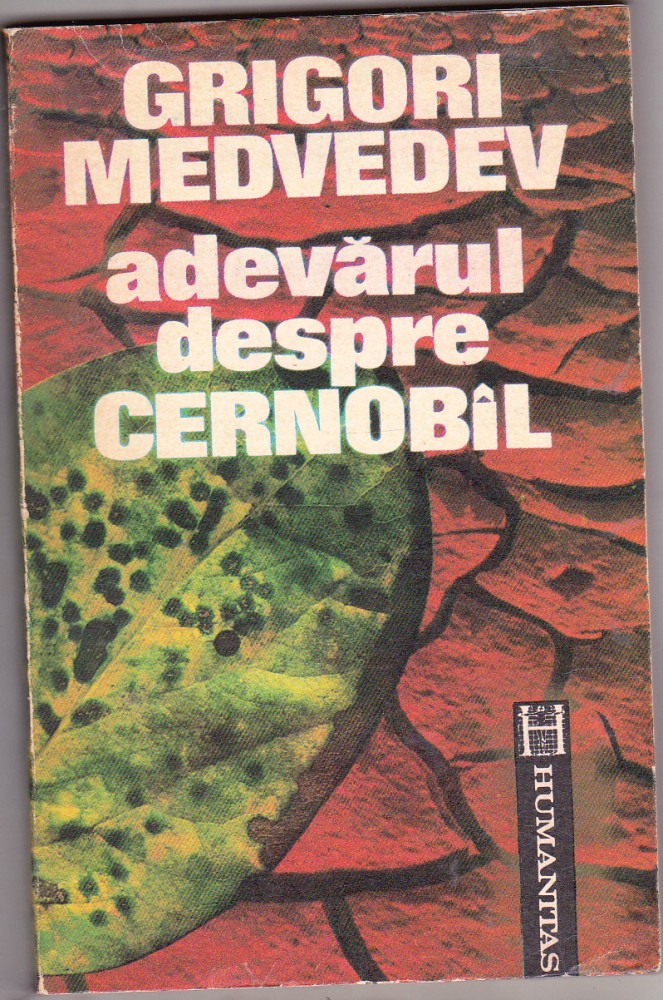 GRIGORI
MEDVEDEV
adevărul
despre
CERNOBÎL
HUMANITAS